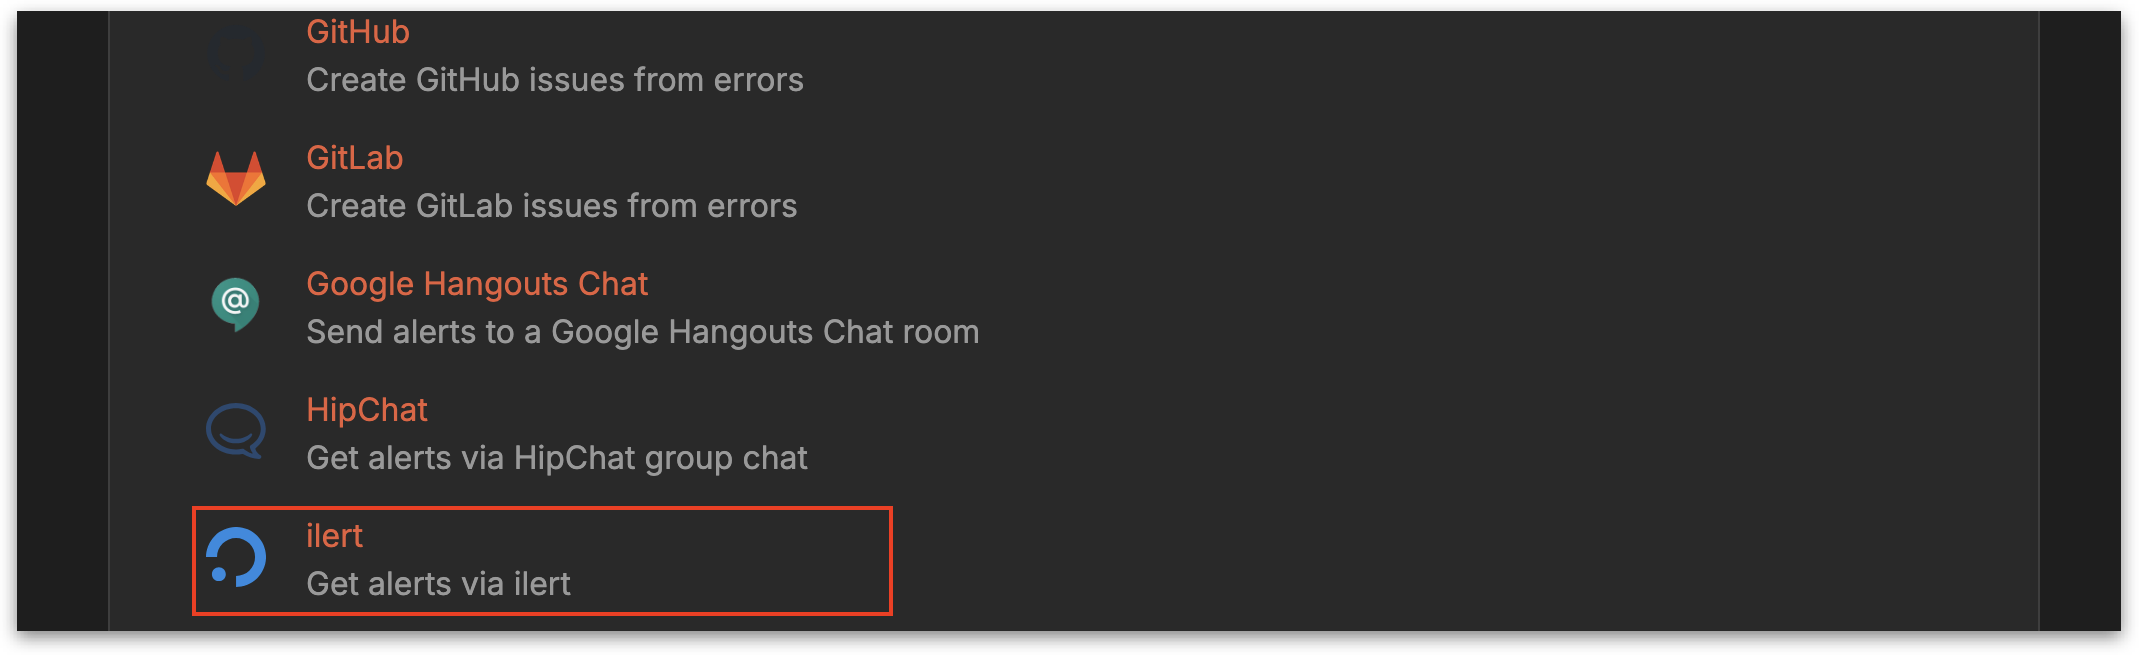 GitHub
Create GitHub issues from errors
GitLab
Create GitLab issues from errors
Google Hangouts Chat
Send alerts to a Google Hangouts Chat room
HipChat
Get alerts via HipChat group chat
ilert
Get alerts via ilert